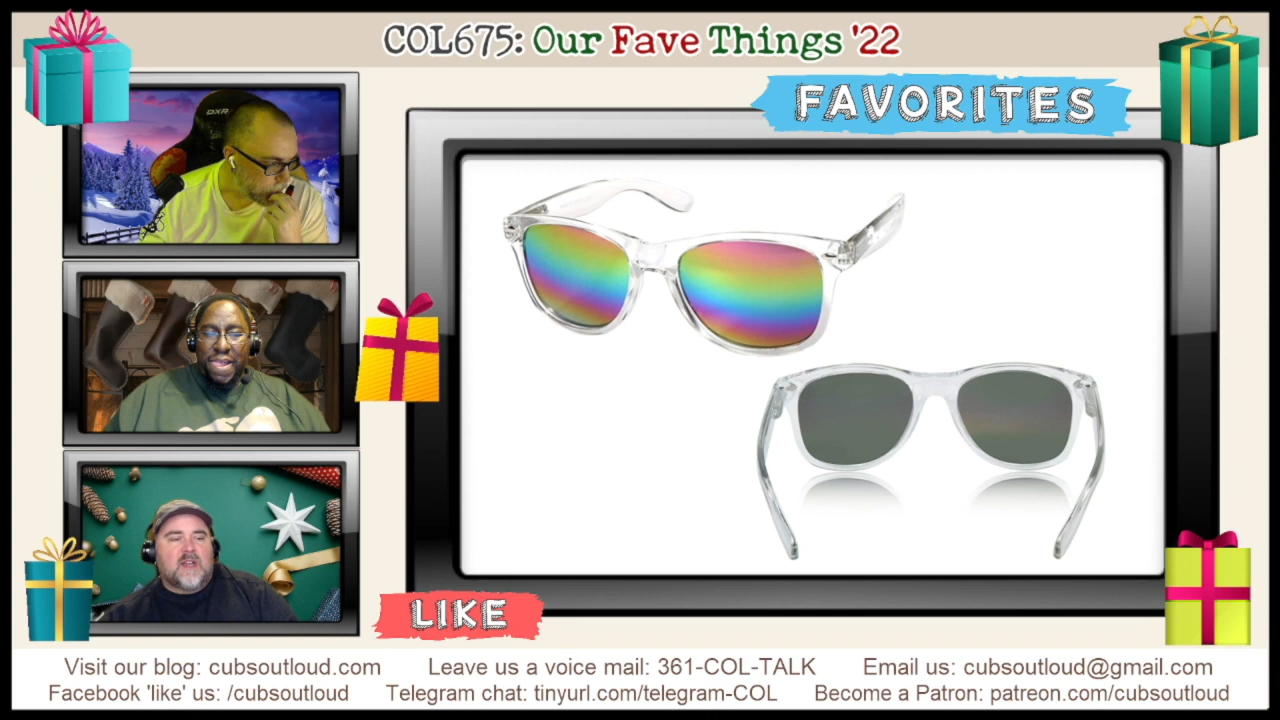 COL675: Our Fave Things '22
FAVORITES
DXR
LIKE
Visit our blog: cubsoutloud.com Leave us a voice mail: 361-COL-TALK Email us: cubsoutloud@gmail.com
Facebook 'like' us: /cubsoutloud Telegram chat: tinyurl.com/telegram-COL Become a Patron: patreon.com/cubsoutloud